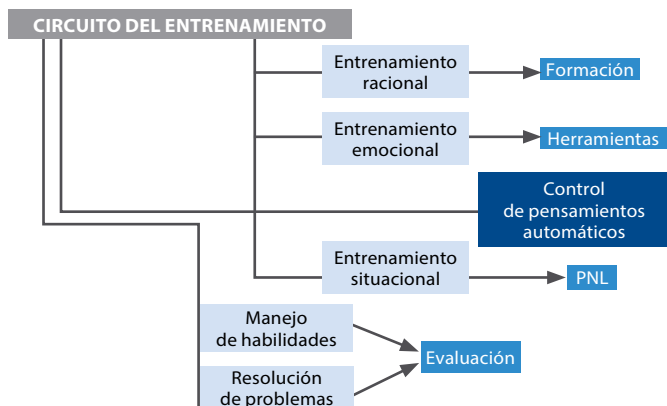 CIRCUITO DEL ENTRENAMIENTO
Entrenamiento
racional
Formación
Entrenamiento
emocional
Herramientas
Control
de pensamientos
automáticos
Entrenamiento
situacional
PNL
Manejo
de habilidades
Evaluación
Resolución
de problemas